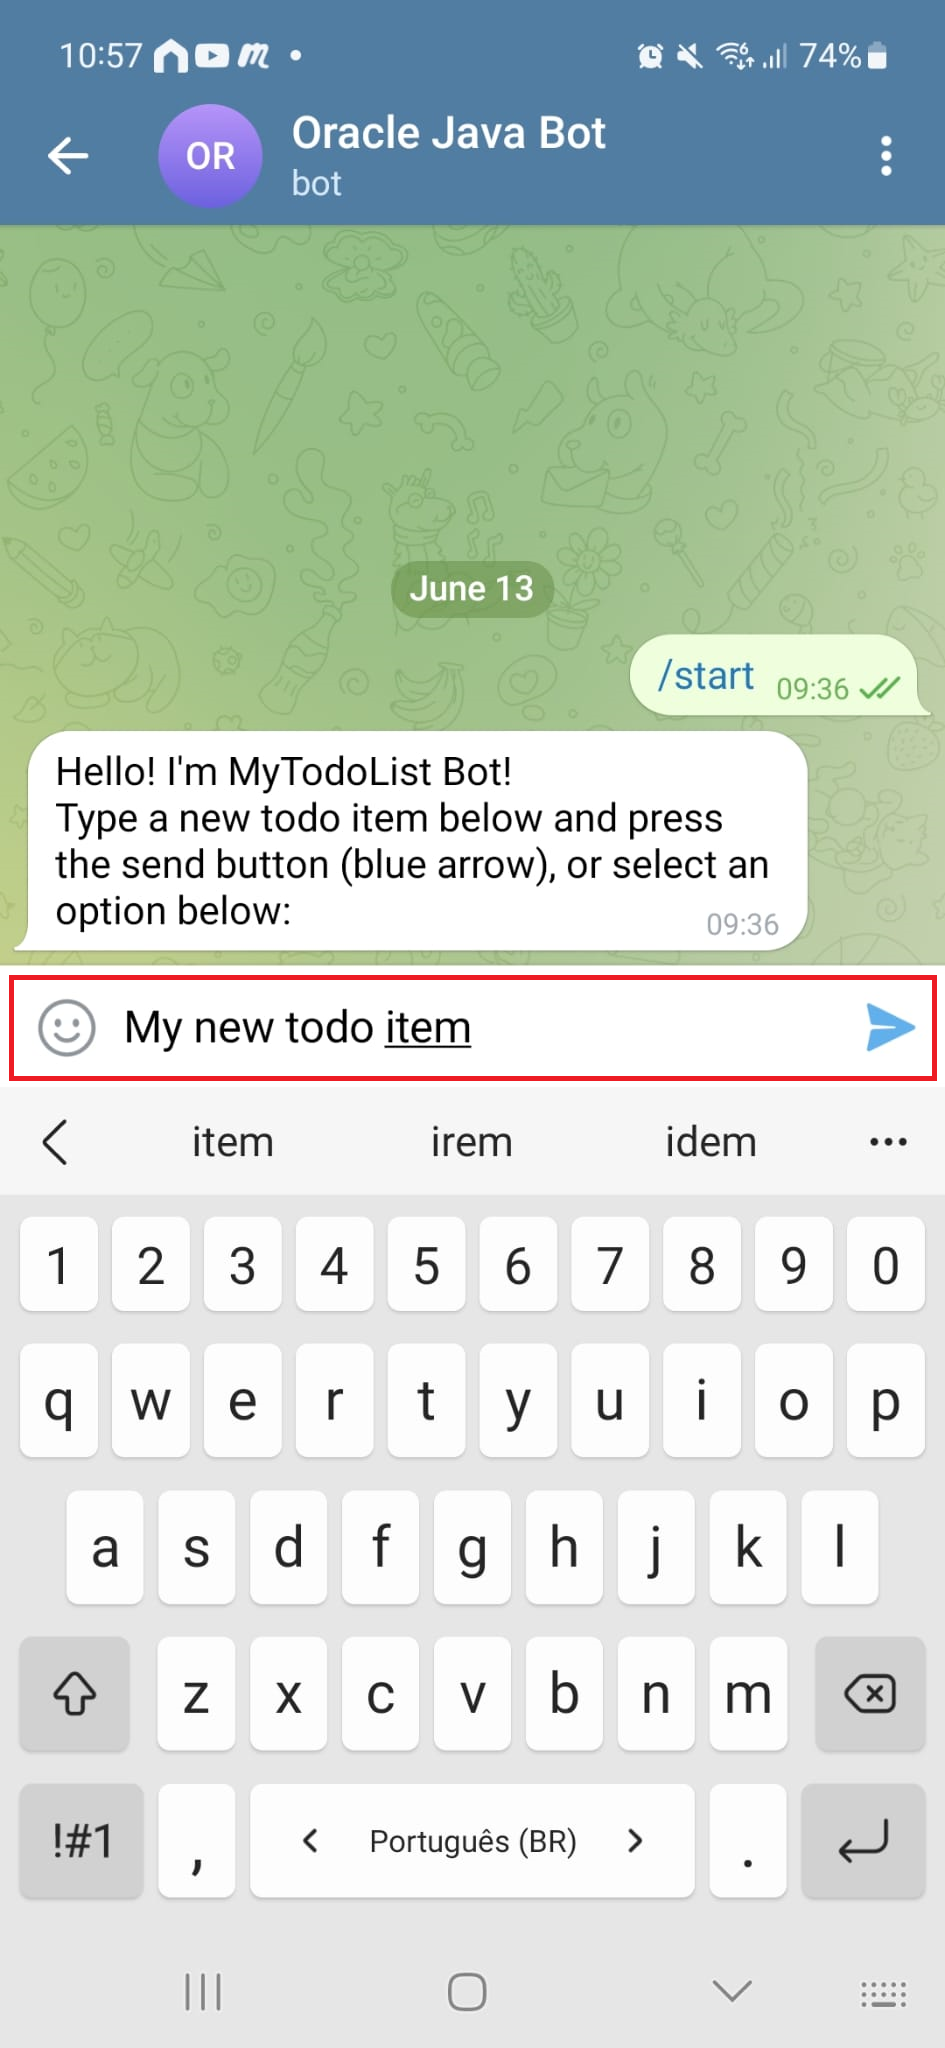 10:57 74%
OR
Oracle Java Bot
bot
June 13
/start 09:36
Hello! I'm MyTodoList Bot!
Type a new todo item below and press
the send button (blue arrow), or select an
option below:
09:36
My new todo item
item irem idem
1 2 3 4 5 6 7 8 9 0
q w e r t y u i o p
a s d f g h j k l
z x c v b n m
!#1 , Português (BR) .